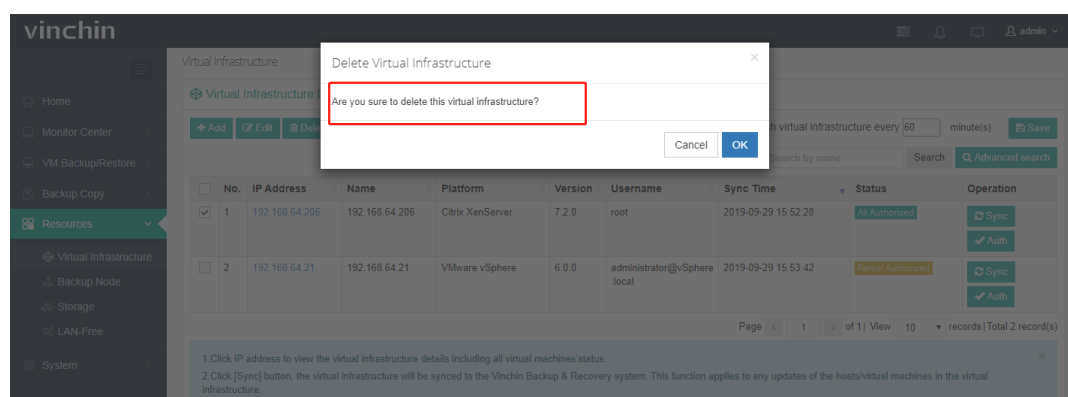 vinchin
admin
Virtual Infrastructure
Delete Virtual Infrastructure
×
Home
Virtual Infrastructure
Are you sure to delete this virtual infrastructure?
Monitor Center
Add Edit
virtual infrastructure every 60 minute(s) Save
Cancel OK
VM Backup/Restore
Search by name Search Advanced search
Backup Copy
No. IP Address Name Platform Version Username Sync Time Status Operation
Resources
1 192.168.64.206 192.168.64.206 Citrix XenServer 7.2.0 root 2019-09-29 15:52:28 All Authorized Sync
Auth
Virtual Infrastructure
2 192.168.64.21 192.168.64.21 VMware vSphere 6.0.0 administrator@vSphere 2019-09-29 15:53:42 Partial Authorized Sync
.local
Auth
Backup Node
Storage
LAN-Free
Page < 1 > of 1 | View 10 records | Total 2 record(s)
System
1.Click IP address to view the virtual infrastructure details including all virtual machines'status.
×
2.Click [Sync] button, the virtual infrastructure will be synced to the Vinchin Backup & Recovery system. This function applies to any updates of the hosts/virtual machines in the virtual
infrastructure.